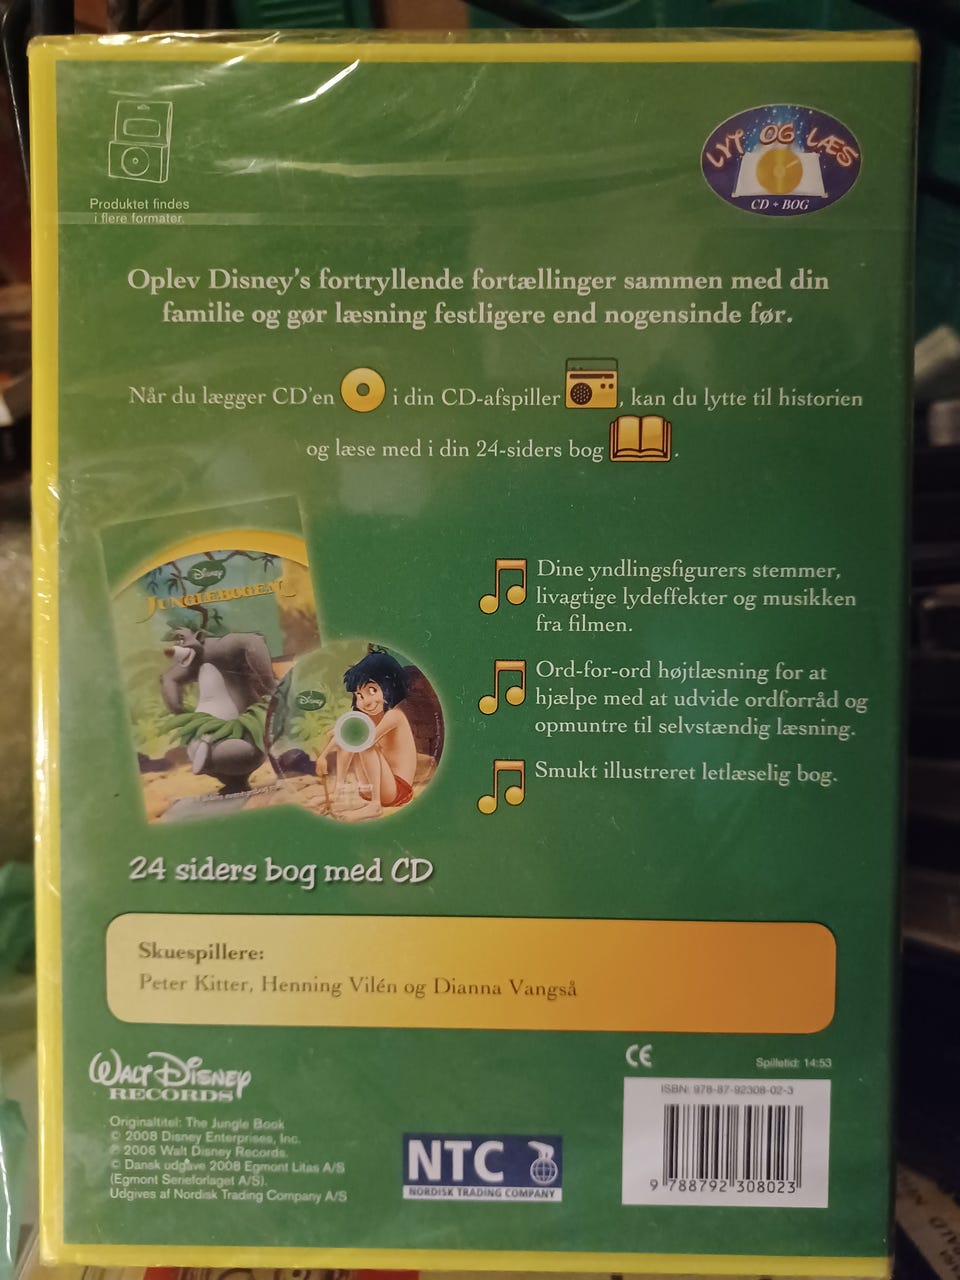 LYT OG LÆS
CD + BOG
Produktet findes
i flere formater.
Oplev Disney's fortryllende fortællinger sammen med din
familie og gør læsning festligere end nogensinde før.
Når du lægger CD'en i din CD-afspiller , kan du lytte til historien
og læse med i din 24-siders bog .
Disney
JUNGLEBOGEN
Disney
Dine yndlingsfigurers stemmer,
livagtige lydeffekter og musikken
fra filmen.
Ord-for-ord højtlæsning for at
hjælpe med at udvide ordforråd og
opmuntre til selvstændig læsning.
Smukt illustreret letlæselig bog.
24 siders bog med CD
Skuespillere:
Peter Kitter, Henning Vilén og Dianna Vangså
WALT DISNEY
RECORDS
Originaltitel: The Jungle Book
© 2008 Disney Enterprises, Inc.
℗ 2006 Walt Disney Records.
© Dansk udgave 2008 Egmont Litas A/S
(Egmont Serieforlaget A/S).
Udgives af Nordisk Trading Company A/S
NTC
NORDISK TRADING COMPANY
CE
Spilletid: 14:53
ISBN: 978-87-92308-02-3
9 788792 308023